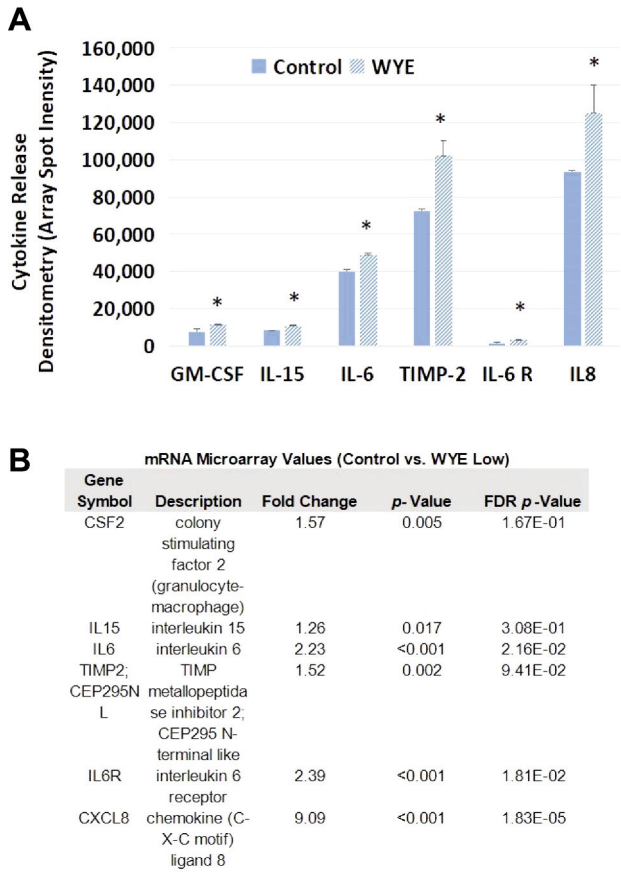 A
Cytokine Release
Densitometry (Array Spot Inensity)
160,000
140,000
120,000
100,000
80,000
60,000
40,000
20,000
0
Control WYE
* * * * * *
GM-CSF IL-15 IL-6 TIMP-2 IL-6 R IL8
B
mRNA Microarray Values (Control vs. WYE Low)
Gene
Symbol Description Fold Change p- Value FDR p -Value
CSF2 colony 1.57 0.005 1.67E-01
stimulating
factor 2
(granulocyte-
macrophage)
IL15 interleukin 15 1.26 0.017 3.08E-01
IL6 interleukin 6 2.23 <0.001 2.16E-02
TIMP2; TIMP 1.52 0.002 9.41E-02
CEP295N metallopeptida
L se inhibitor 2;
CEP295 N-
terminal like
IL6R interleukin 6 2.39 <0.001 1.81E-02
receptor
CXCL8 chemokine (C- 9.09 <0.001 1.83E-05
X-C motif)
ligand 8